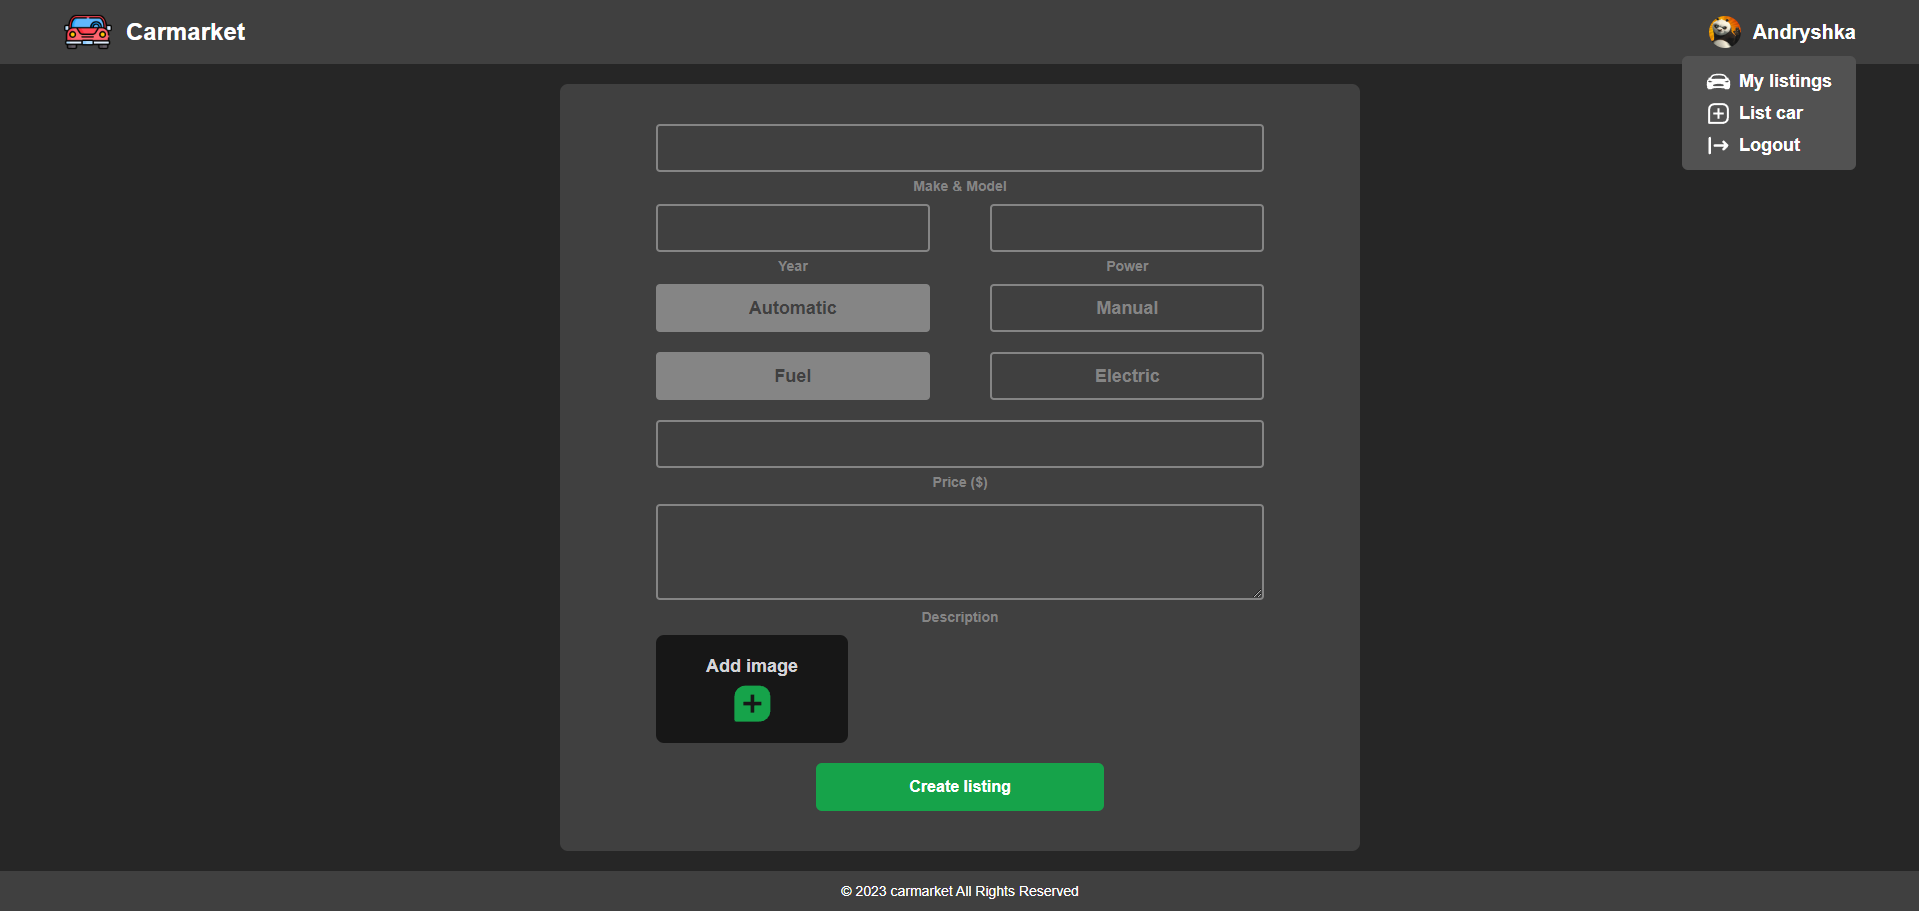 Carmarket
Andryshka
My listings
List car
Logout
Make & Model
Year
Power
Automatic
Manual
Fuel
Electric
Price ($)
Description
Add image
Create listing
© 2023 carmarket All Rights Reserved